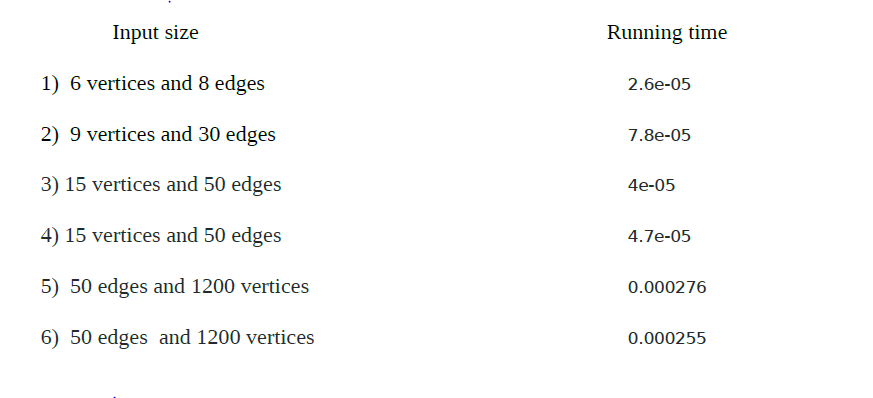 Input size Running time
1) 6 vertices and 8 edges 2.6e-05
2) 9 vertices and 30 edges 7.8e-05
3) 15 vertices and 50 edges 4e-05
4) 15 vertices and 50 edges 4.7e-05
5) 50 edges and 1200 vertices 0.000276
6) 50 edges and 1200 vertices 0.000255